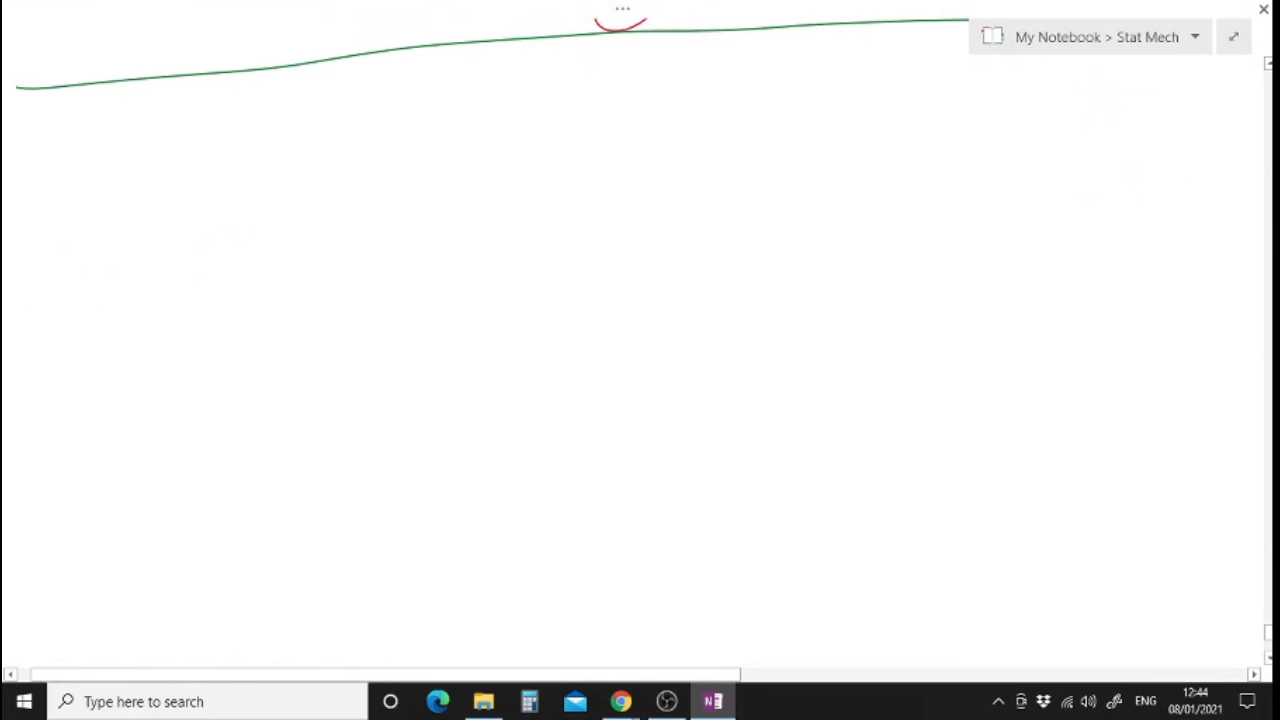 My Notebook > Stat Mech
Type here to search
N
ENG
12:44
08/01/2021